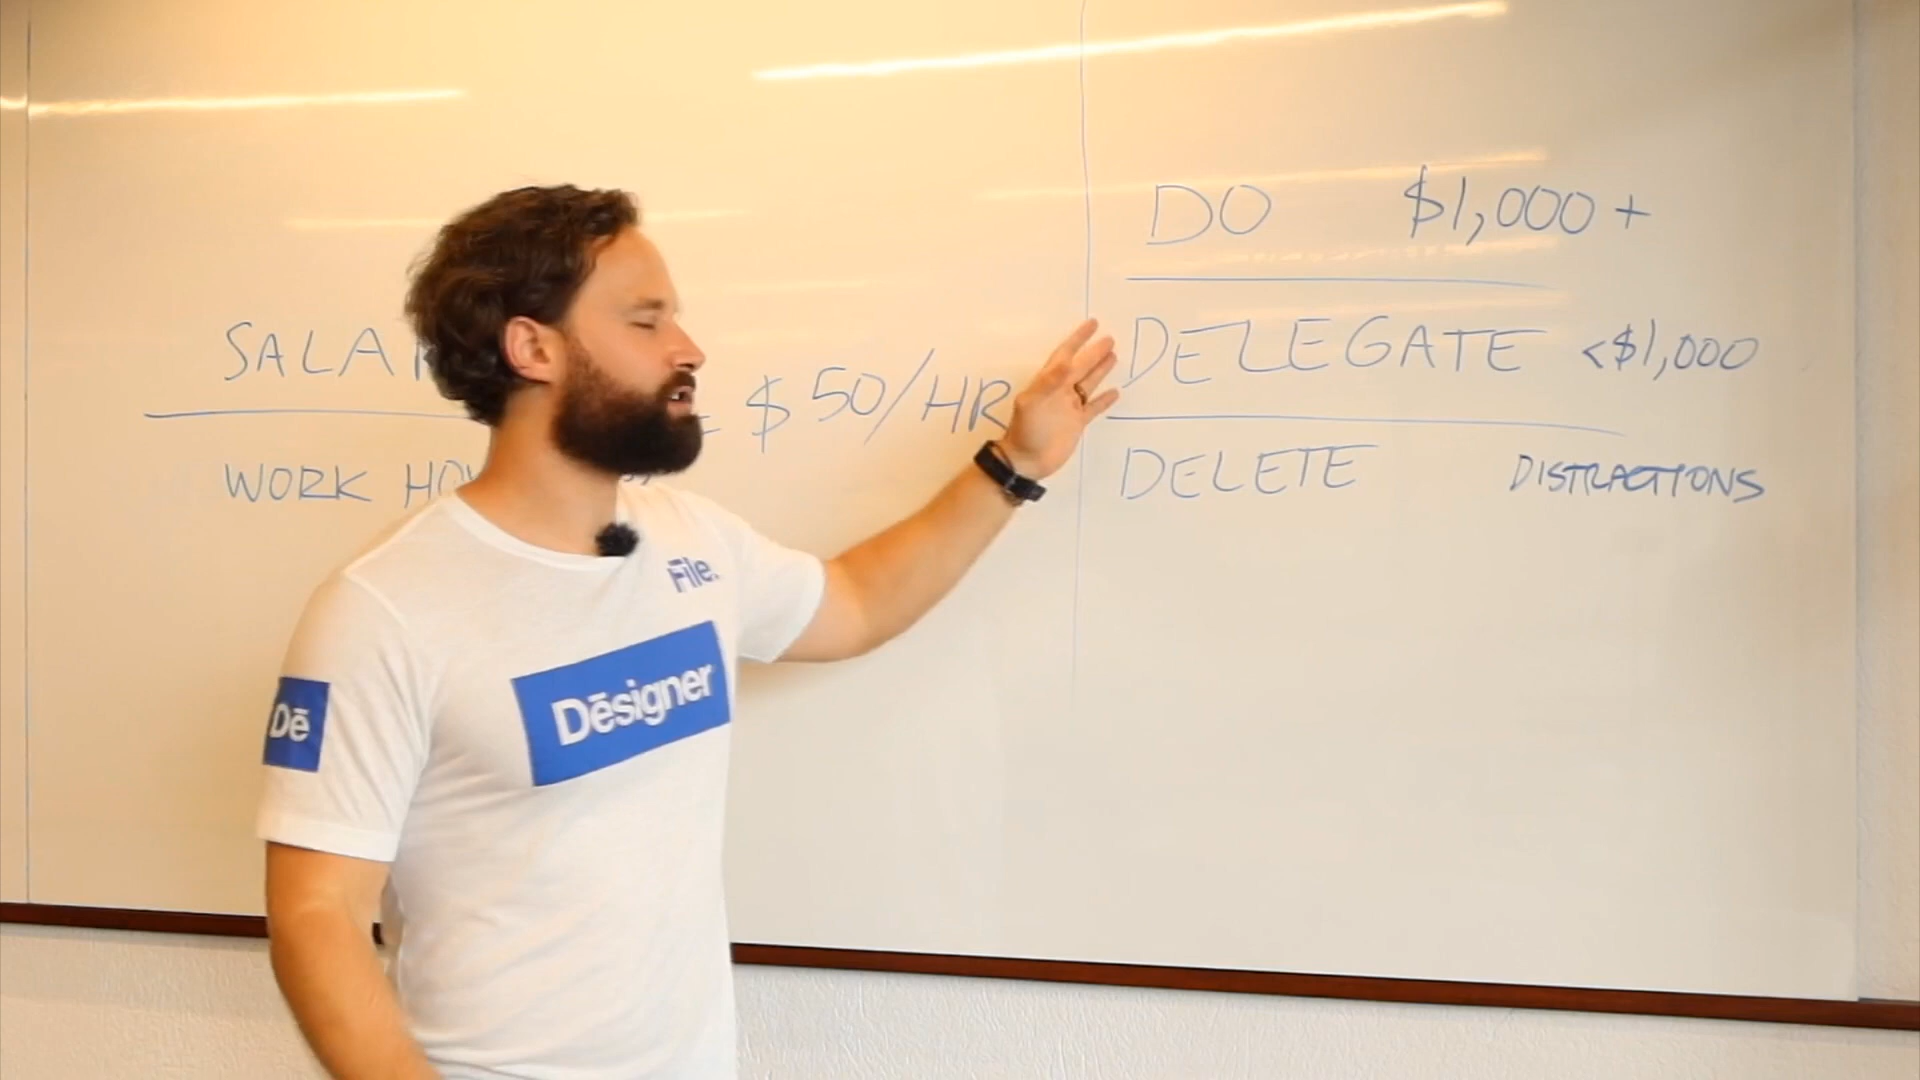 SALA
WORK HO
= $50/HR
DO $1,000+
DELEGATE <$1,000
DELETE DISTRACTIONS
File.
Dēsigner
Dē